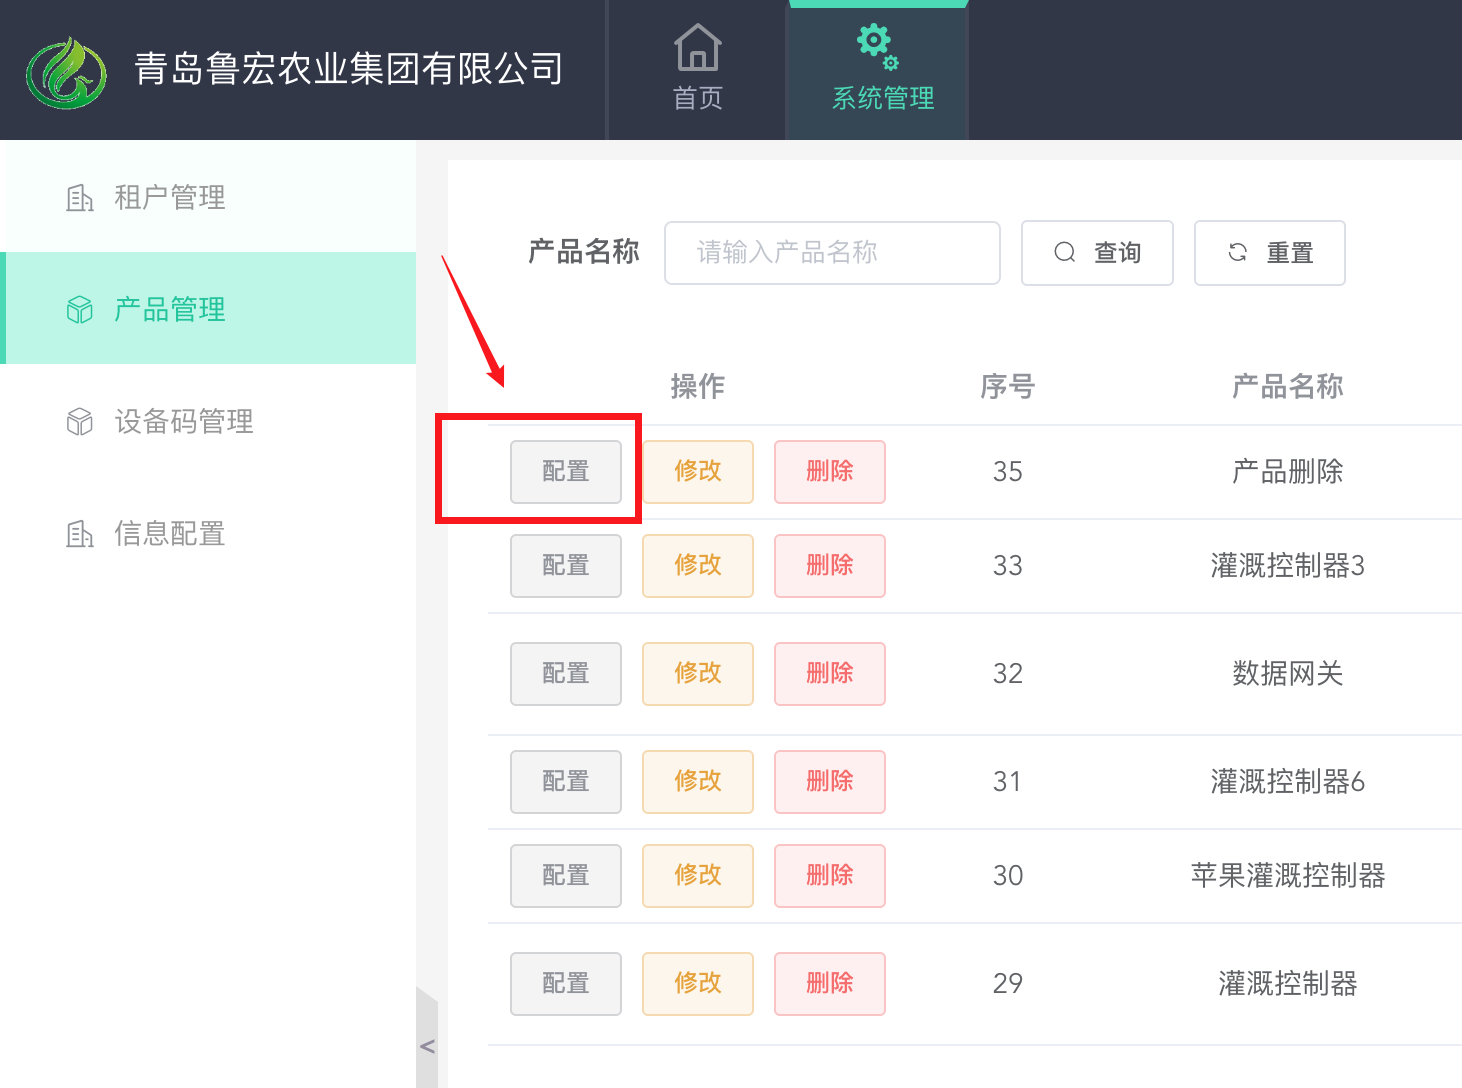 青岛鲁宏农业集团有限公司
首页
系统管理
租户管理
产品管理
设备码管理
信息配置
产品名称 请输入产品名称 查询 重置
操作 序号 产品名称
配置 修改 删除 35 产品删除
配置 修改 删除 33 灌溉控制器3
配置 修改 删除 32 数据网关
配置 修改 删除 31 灌溉控制器6
配置 修改 删除 30 苹果灌溉控制器
配置 修改 删除 29 灌溉控制器
<